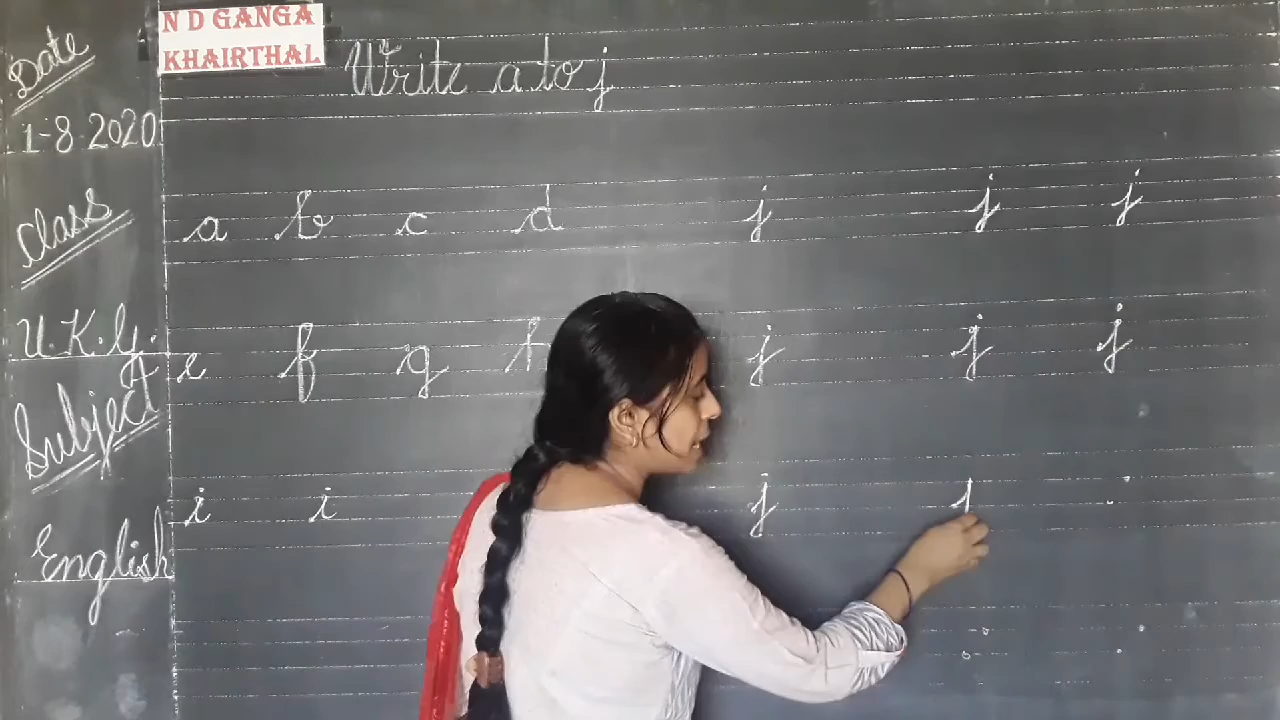 N D GANGA
KHAIRTHAL
Write a to j
Date
1-8-2020
Class
U.K.G.
Subject
English
a b c d j j j
e f g h j j j
i i j